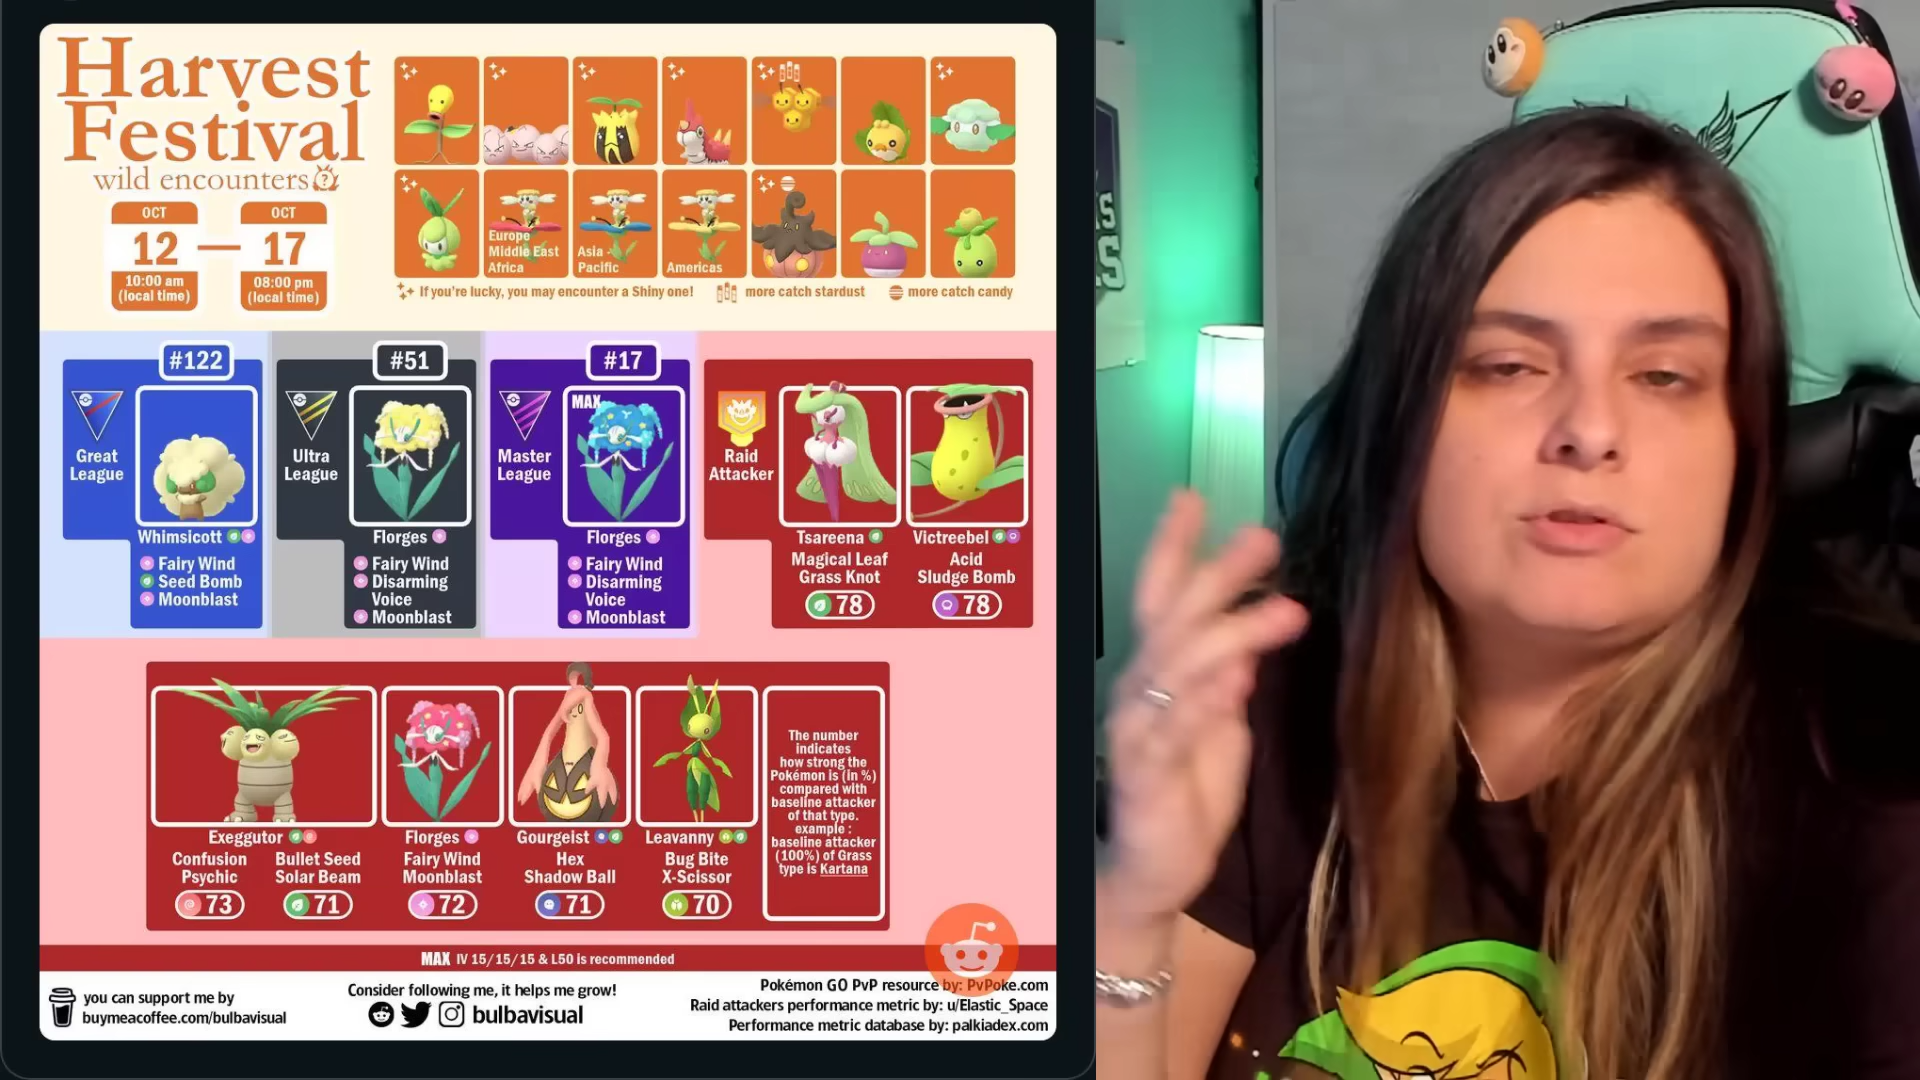 Harvest
Festival
wild encounters
OCT
12
10:00 am
(local time)
OCT
17
08:00 pm
(local time)
Europe
Middle East
Africa
Asia -
Pacific
Americas
If you're lucky, you may encounter a Shiny one!
more catch stardust
more catch candy
#122
Great
League
Whimsicott
Fairy Wind
Seed Bomb
Moonblast
#51
Ultra
League
Florges
Fairy Wind
Disarming
Voice
Moonblast
#17
Master
League
MAX
Florges
Fairy Wind
Disarming
Voice
Moonblast
Raid
Attacker
Tsareena
Magical Leaf
Grass Knot
78
Victreebel
Acid
Sludge Bomb
78
Exeggutor
Confusion
Psychic
73
Bullet Seed
Solar Beam
71
Florges
Fairy Wind
Moonblast
72
Gourgeist
Hex
Shadow Ball
71
Leavanny
Bug Bite
X-Scissor
70
The number
indicates
how strong the
Pokémon is (in %)
compared with
baseline attacker
of that type.
example :
baseline attacker
(100%) of Grass
type is Kartana
MAX IV 15/15/15 & L50 is recommended
you can support me by
buymeacoffee.com/bulbavisual
Consider following me, it helps me grow!
bulbavisual
Pokémon GO PvP resource by: PvPoke.com
Raid attackers performance metric by: u/Elastic_Space
Performance metric database by: palkiadex.com